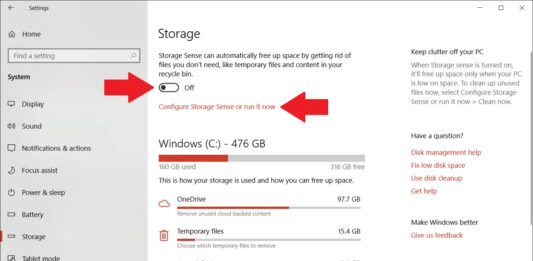 Settings
Home
Find a setting
System
Display
Sound
Notifications & actions
Focus assist
Power & sleep
Battery
Storage
Tablet mode
Storage
Storage Sense can automatically free up space by getting rid of
files you don't need, like temporary files and content in your
recycle bin.
Off
Configure Storage Sense or run it now
Windows (C:) - 476 GB
160 GB used
316 GB free
This is how your storage is used and how you can free up space.
OneDrive
97.7 GB
Remove unused cloud-backed content
Temporary files
15.4 GB
Choose which temporary files to remove
Keep clutter off your PC
When Storage sense is turned on,
it'll free up space only when your PC
is low on space. To clean up unused
files now, select Configure Storage
Sense or run it now > Clean now.
Have a question?
Disk management help
Fix low disk space
Use disk cleanup
Get help
Make Windows better
Give us feedback